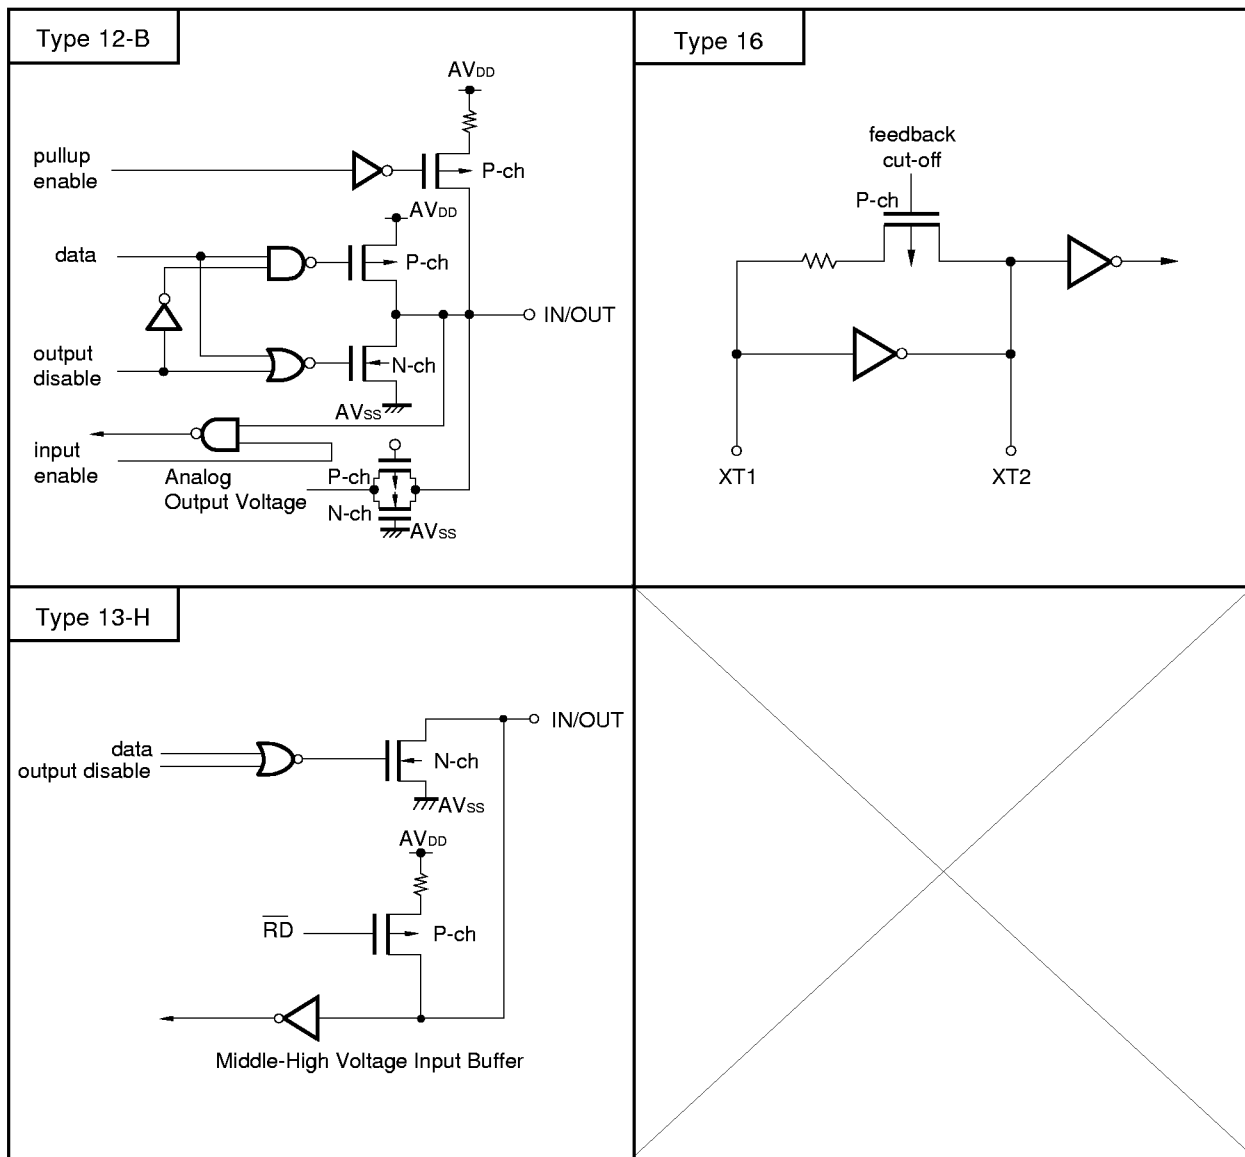 Type 12-B
AVDD
pullup
enable
P-ch
AVDD
data
P-ch
IN/OUT
output
disable
N-ch
AVSS
input
enable
Analog
Output Voltage
P-ch
N-ch
AVSS
Type 16
feedback
cut-off
P-ch
XT1
XT2
Type 13-H
IN/OUT
data
output disable
N-ch
AVSS
AVDD
RD
P-ch
Middle-High Voltage Input Buffer